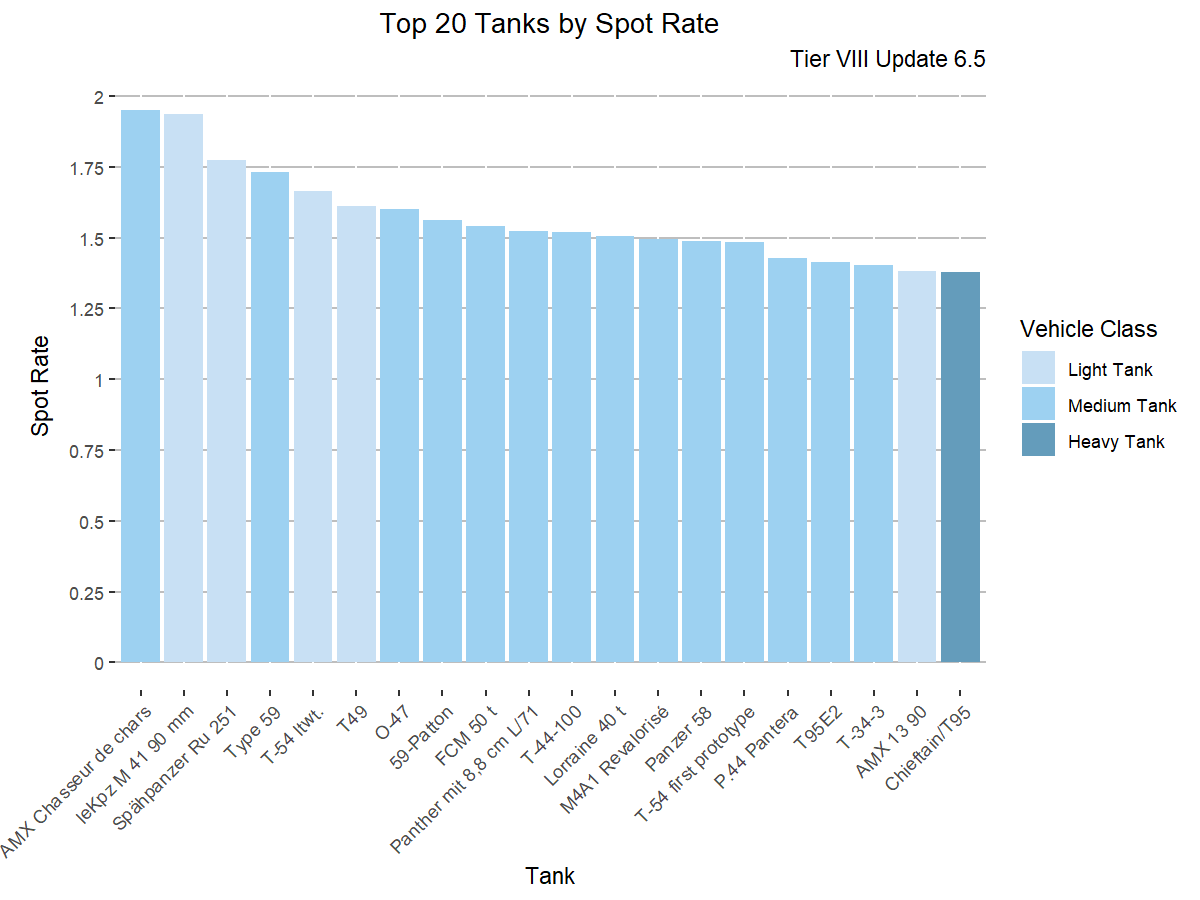 Top 20 Tanks by Spot Rate
Tier VIII Update 6.5
2
1.75
1.5
1.25
1
0.75
0.5
0.25
0
Spot Rate
AMX Chasseur de chars
leKpz M 41 90 mm
Spähpanzer Ru 251
Type 59
T-54 ltwt.
T49
O-47
59-Patton
FCM 50 t
Panther mit 8,8 cm L/71
T-44-100
Lorraine 40 t
M4A1 Revalorisé
Panzer 58
T-54 first prototype
P.44 Pantera
T95E2
T-34-3
AMX 13 90
Chieftain/T95
Tank
Vehicle Class
Light Tank
Medium Tank
Heavy Tank